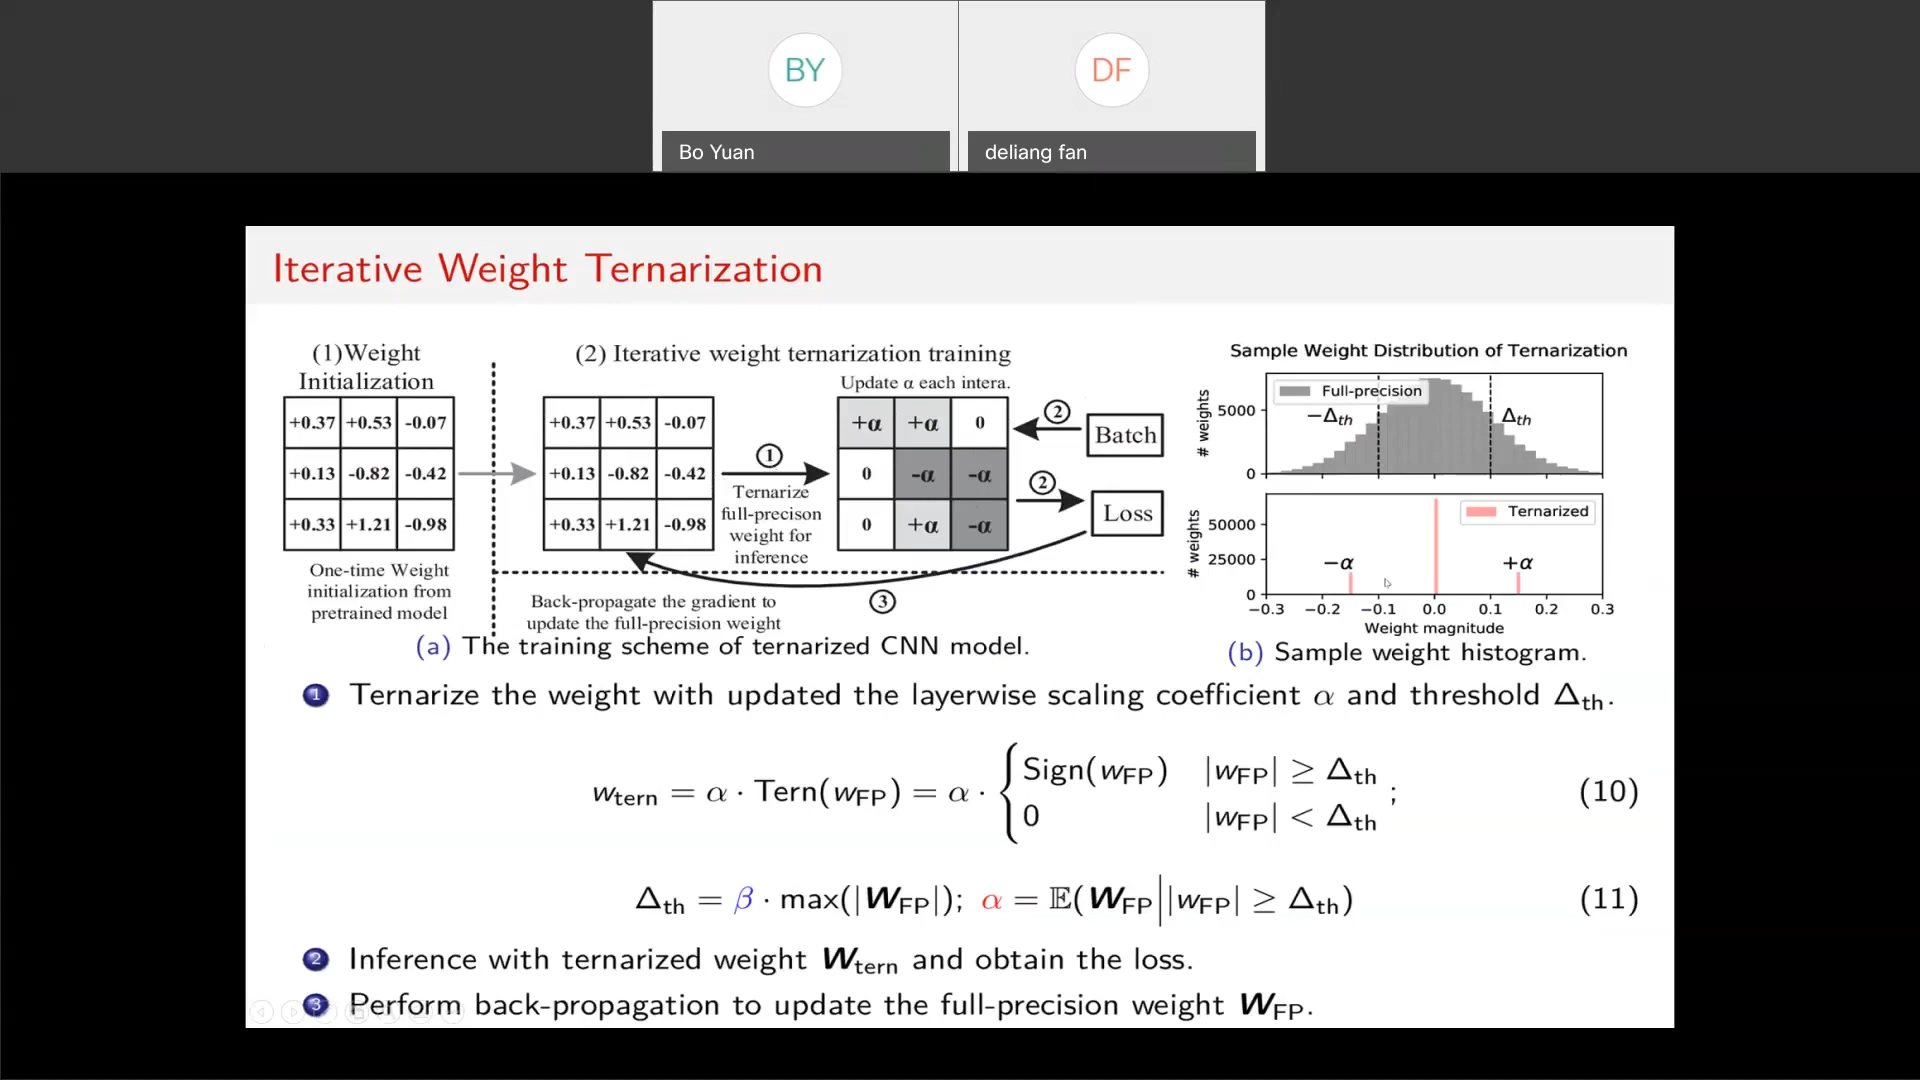 BY
DF
Bo Yuan
deliang fan
Iterative Weight Ternarization
(1)Weight
Initialization
+0.37 +0.53 -0.07
+0.13 -0.82 -0.42
+0.33 +1.21 -0.98
One-time Weight
initialization from
pretrained model
(2) Iterative weight ternarization training
Update α each intera.
+0.37 +0.53 -0.07
+0.13 -0.82 -0.42
+0.33 +1.21 -0.98
①
Ternarize
full-precison
weight for
inference
+α +α 0
0 -α -α
0 +α -α
②
Batch
②
Loss
③
Back-propagate the gradient to
update the full-precision weight
(a) The training scheme of ternarized CNN model.
Sample Weight Distribution of Ternarization
Full-precision
# weights
5000
0
−Δth
Δth
Ternarized
# weights
50000
25000
0
−α
+α
−0.3 −0.2 −0.1 0.0 0.1 0.2 0.3
Weight magnitude
(b) Sample weight histogram.
1 Ternarize the weight with updated the layerwise scaling coefficient α and threshold Δth.
wtern = α · Tern(wFP) = α · { Sign(wFP) |wFP| ≥ Δth
0 |wFP| < Δth ; (10)
Δth = β · max(|WFP|); α = 𝔼(WFP||wFP| ≥ Δth) (11)
2 Inference with ternarized weight Wtern and obtain the loss.
3 Perform back-propagation to update the full-precision weight WFP.